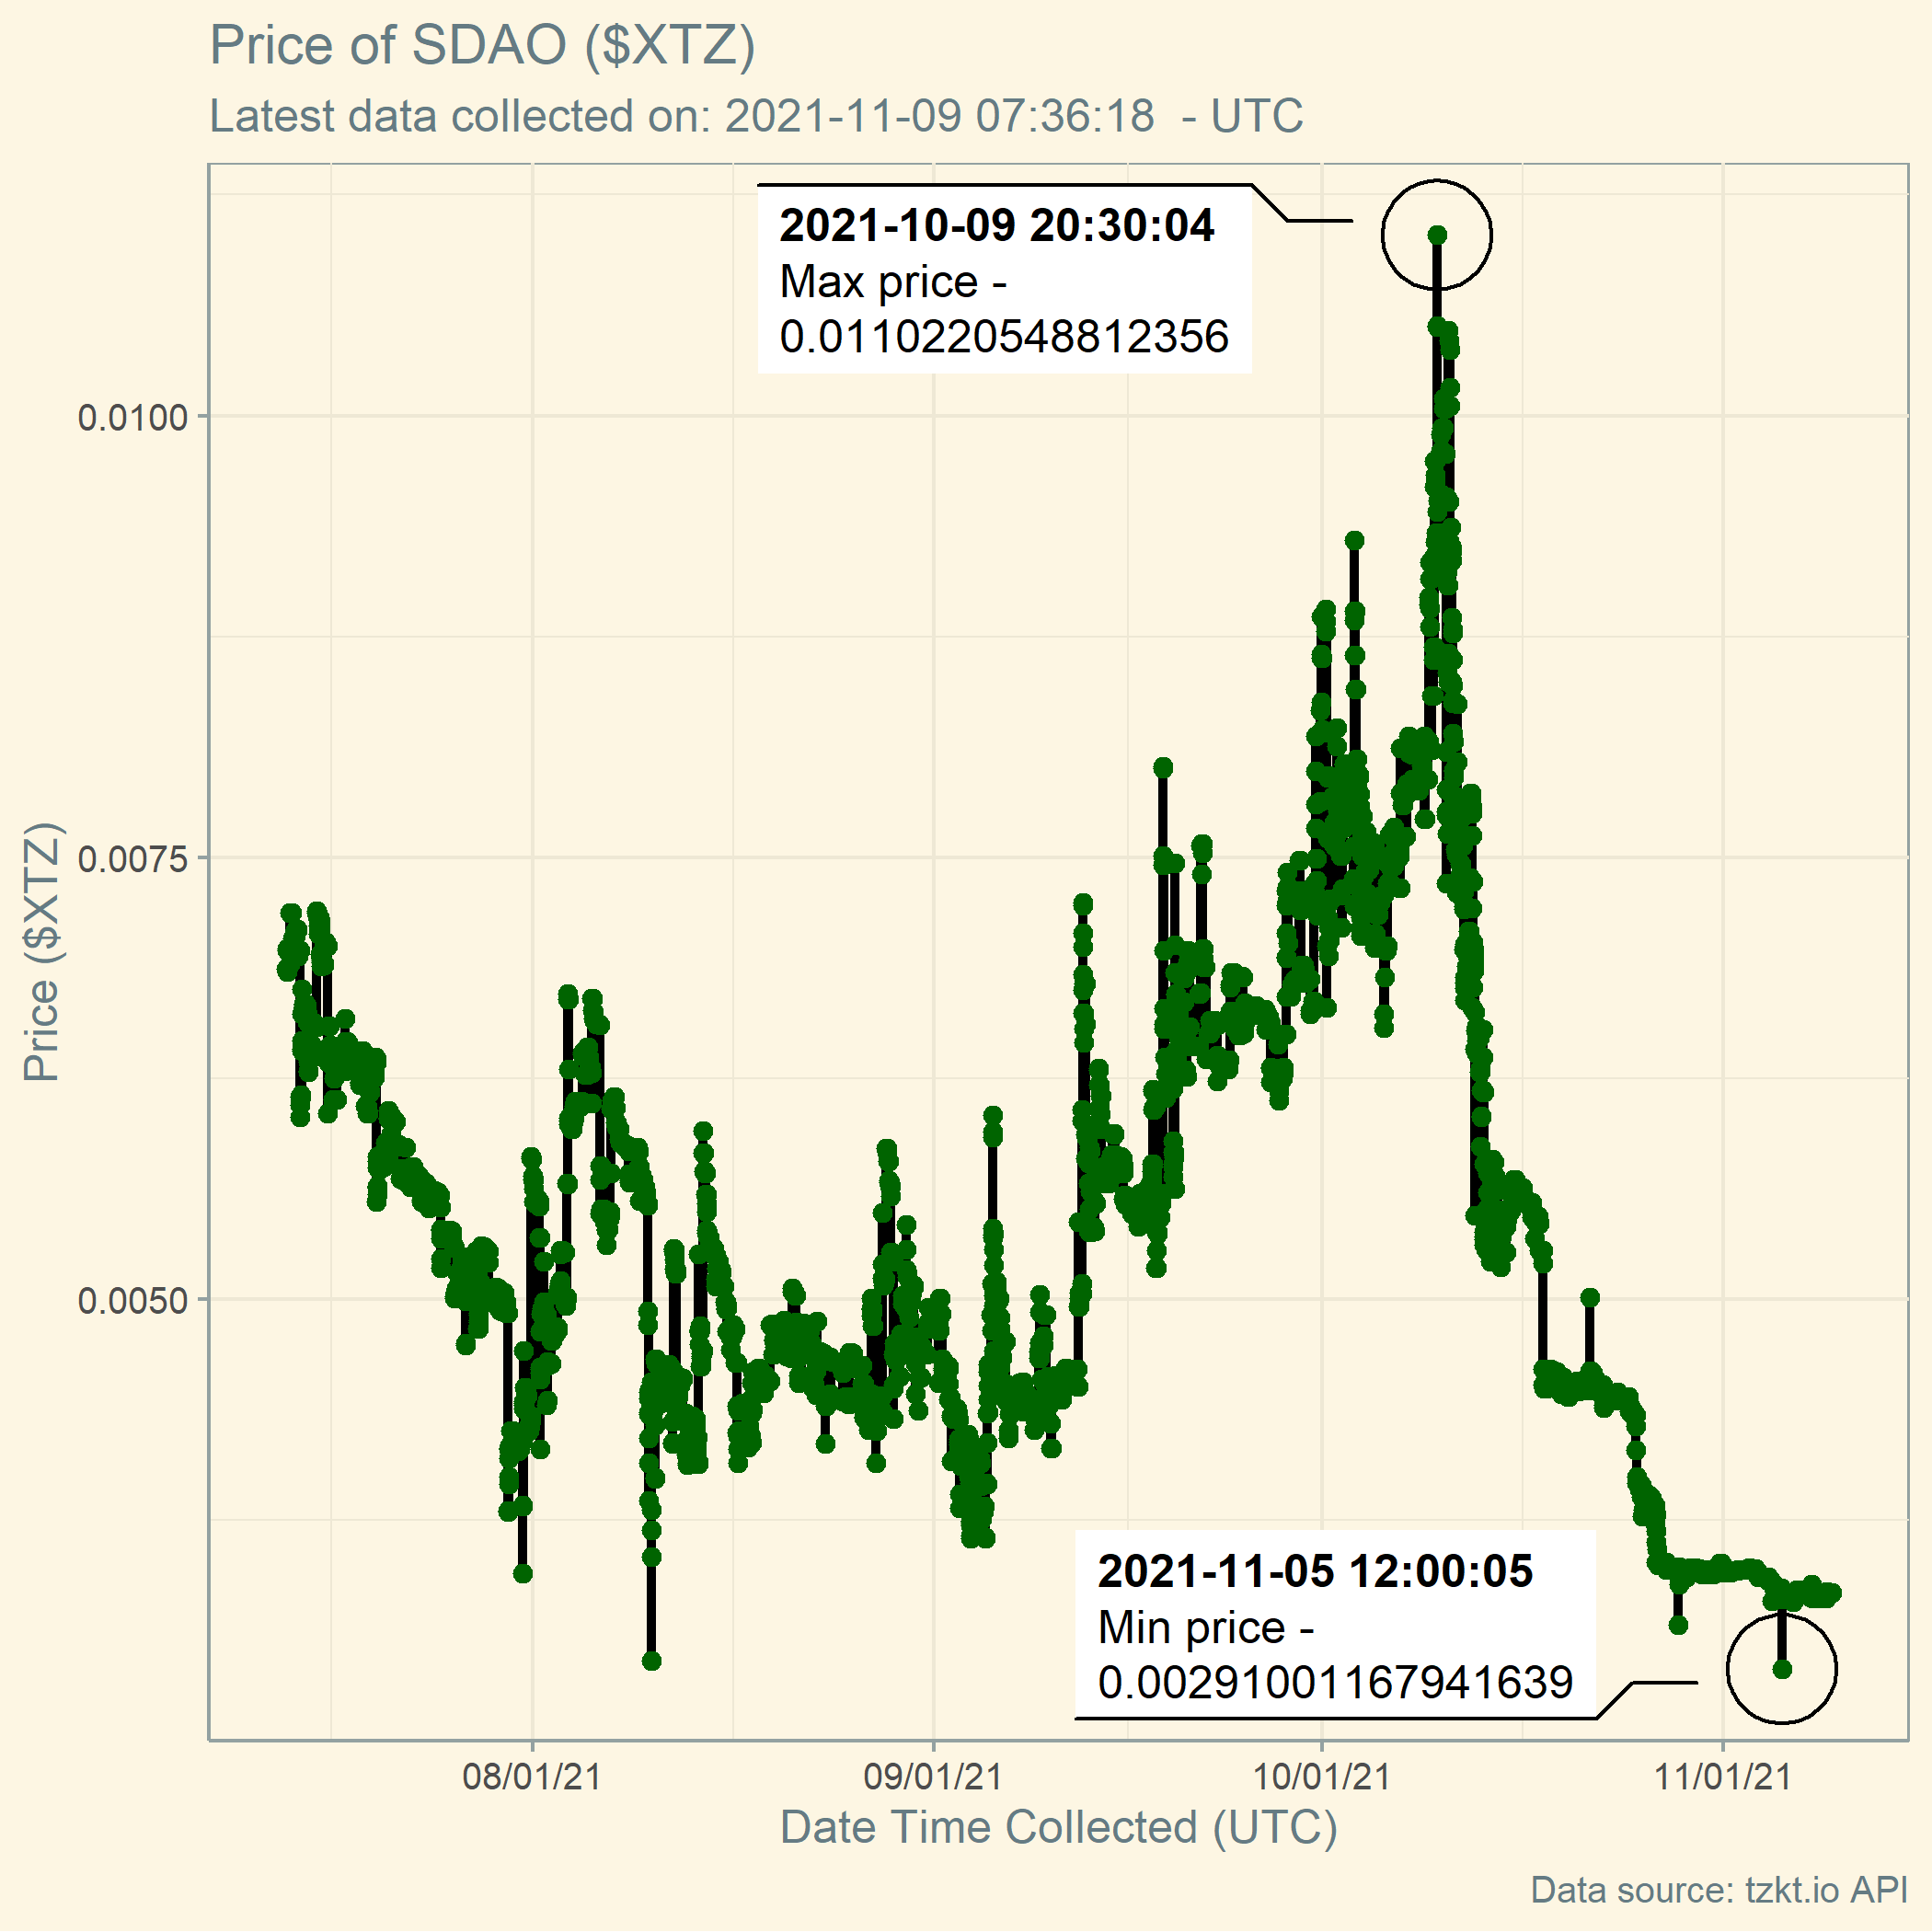 Price of SDAO ($XTZ)
Latest data collected on: 2021-11-09 07:36:18  - UTC
2021-10-09 20:30:04
Max price -
0.0110220548812356
0.0100
0.0075
0.0050
Price ($XTZ)
2021-11-05 12:00:05
Min price -
0.00291001167941639
08/01/21
09/01/21
10/01/21
11/01/21
Date Time Collected (UTC)
Data source: tzkt.io API